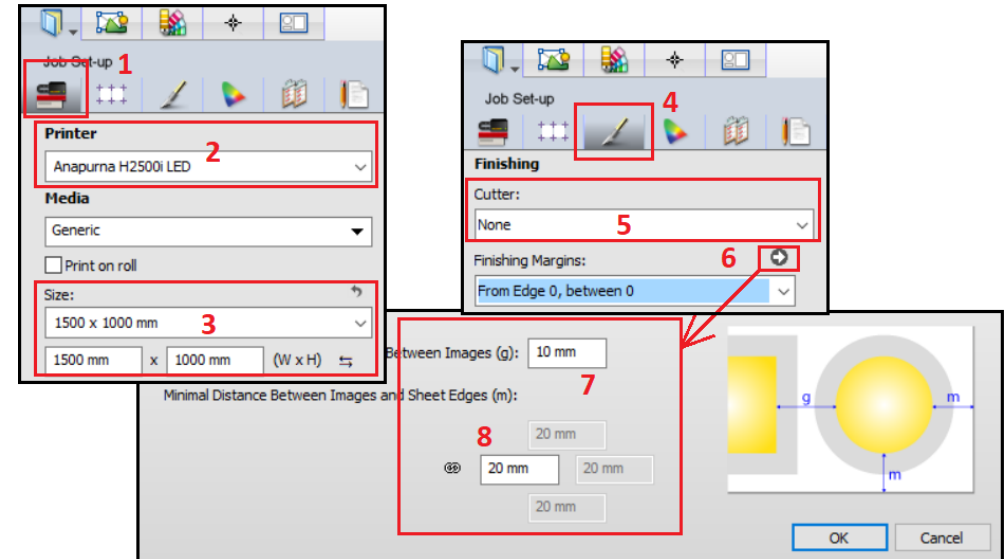 Job Set-up 1
Printer
2
Anapurna H2500i LED
Media
Generic
Print on roll
Size:
1500 x 1000 mm
3
1500 mm x 1000 mm (W x H)
Job Set-up
4
Finishing
Cutter:
None
5
Finishing Margins:
6
From Edge 0, between 0
Between Images (g): 10 mm
7
Minimal Distance Between Images and Sheet Edges (m):
8
20 mm
20 mm 20 mm
20 mm
g
m
m
OK Cancel